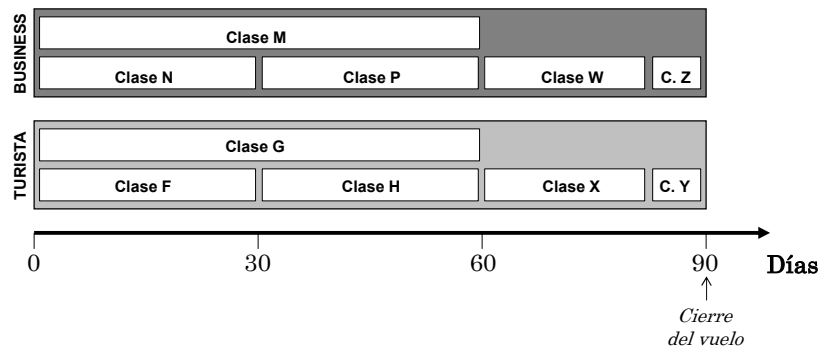 BUSINESS
Clase M
Clase N Clase P Clase W C. Z
TURISTA
Clase G
Clase F Clase H Clase X C. Y
0 30 60 90 Días
Cierre
del vuelo